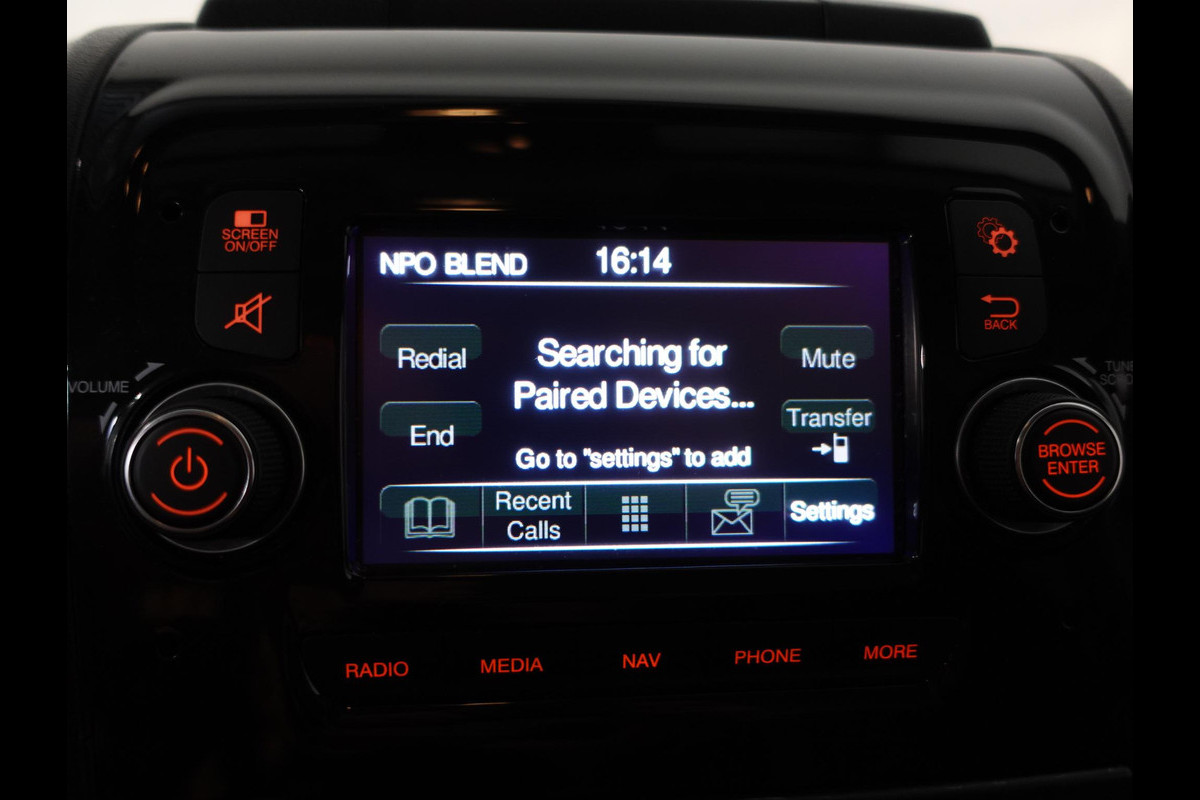 SCREEN
ON/OFF
NPO BLEND 16:14
BACK
Redial
Searching for
Paired Devices...
Mute
VOLUME
End
Transfer
Go to "settings" to add
BROWSE
ENTER
Recent
Calls
Settings
RADIO MEDIA NAV PHONE MORE